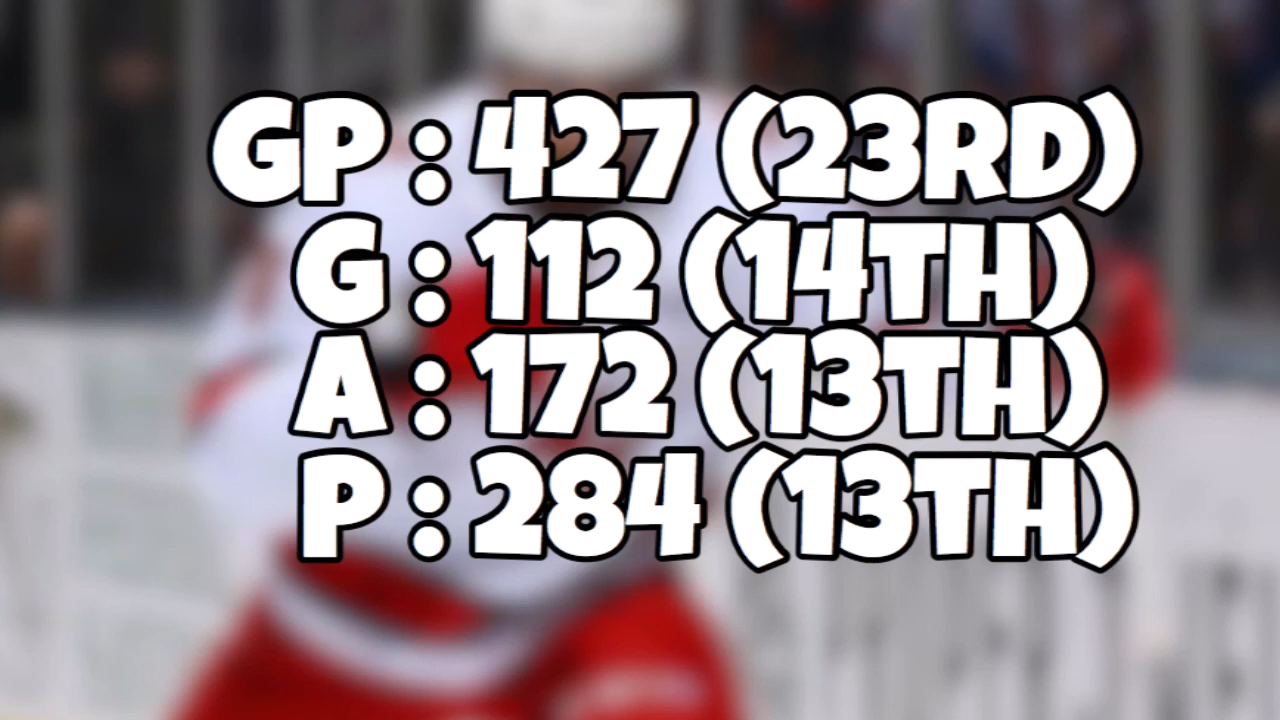 GP : 427 (23RD)
G : 112 (14TH)
A : 172 (13TH)
P : 284 (13TH)